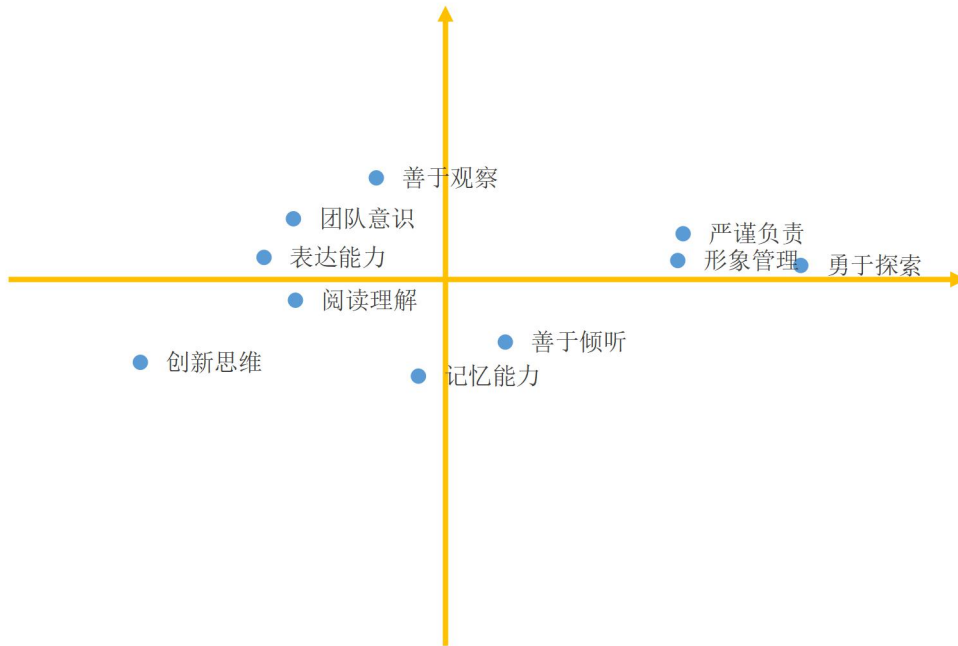 善于观察
团队意识
严谨负责
表达能力
形象管理
勇于探索
阅读理解
善于倾听
创新思维
记忆能力